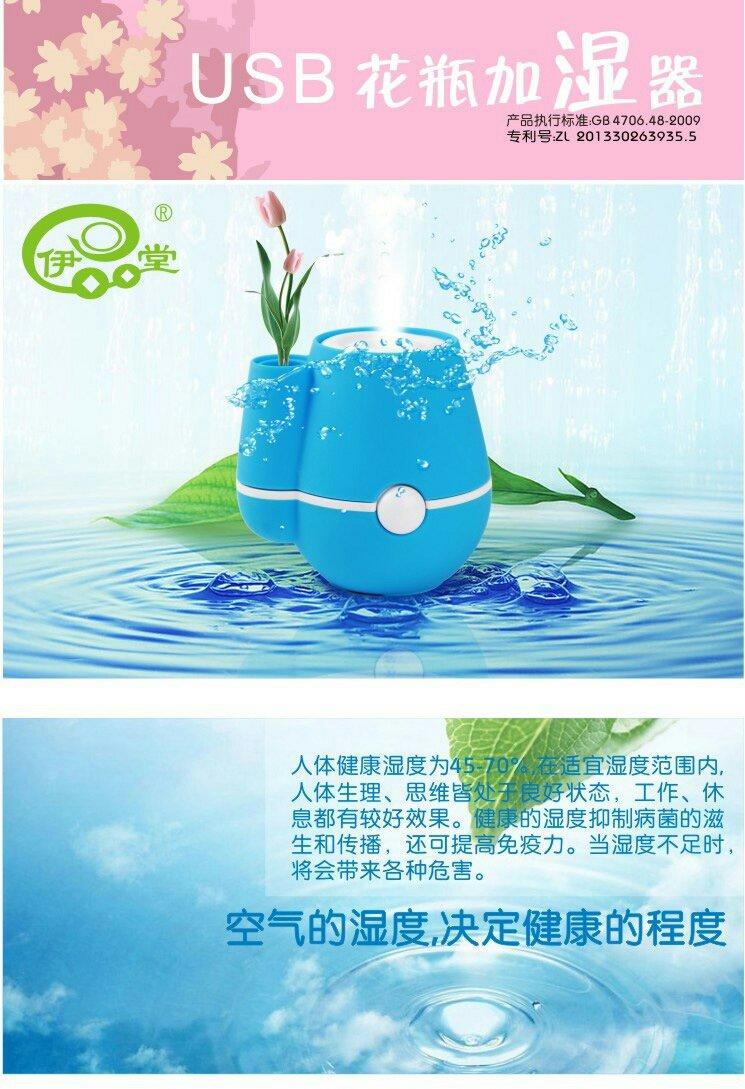 USB 花瓶加湿器
产品执行标准:GB 4706.48-2009
专利号:ZL 201330263935.5
伊品堂®
人体健康湿度为45-70%,在适宜湿度范围内,
人体生理、思维皆处于良好状态，工作、休
息都有较好效果。健康的湿度抑制病菌的滋
生和传播，还可提高免疫力。当湿度不足时，
将会带来各种危害。
空气的湿度,决定健康的程度